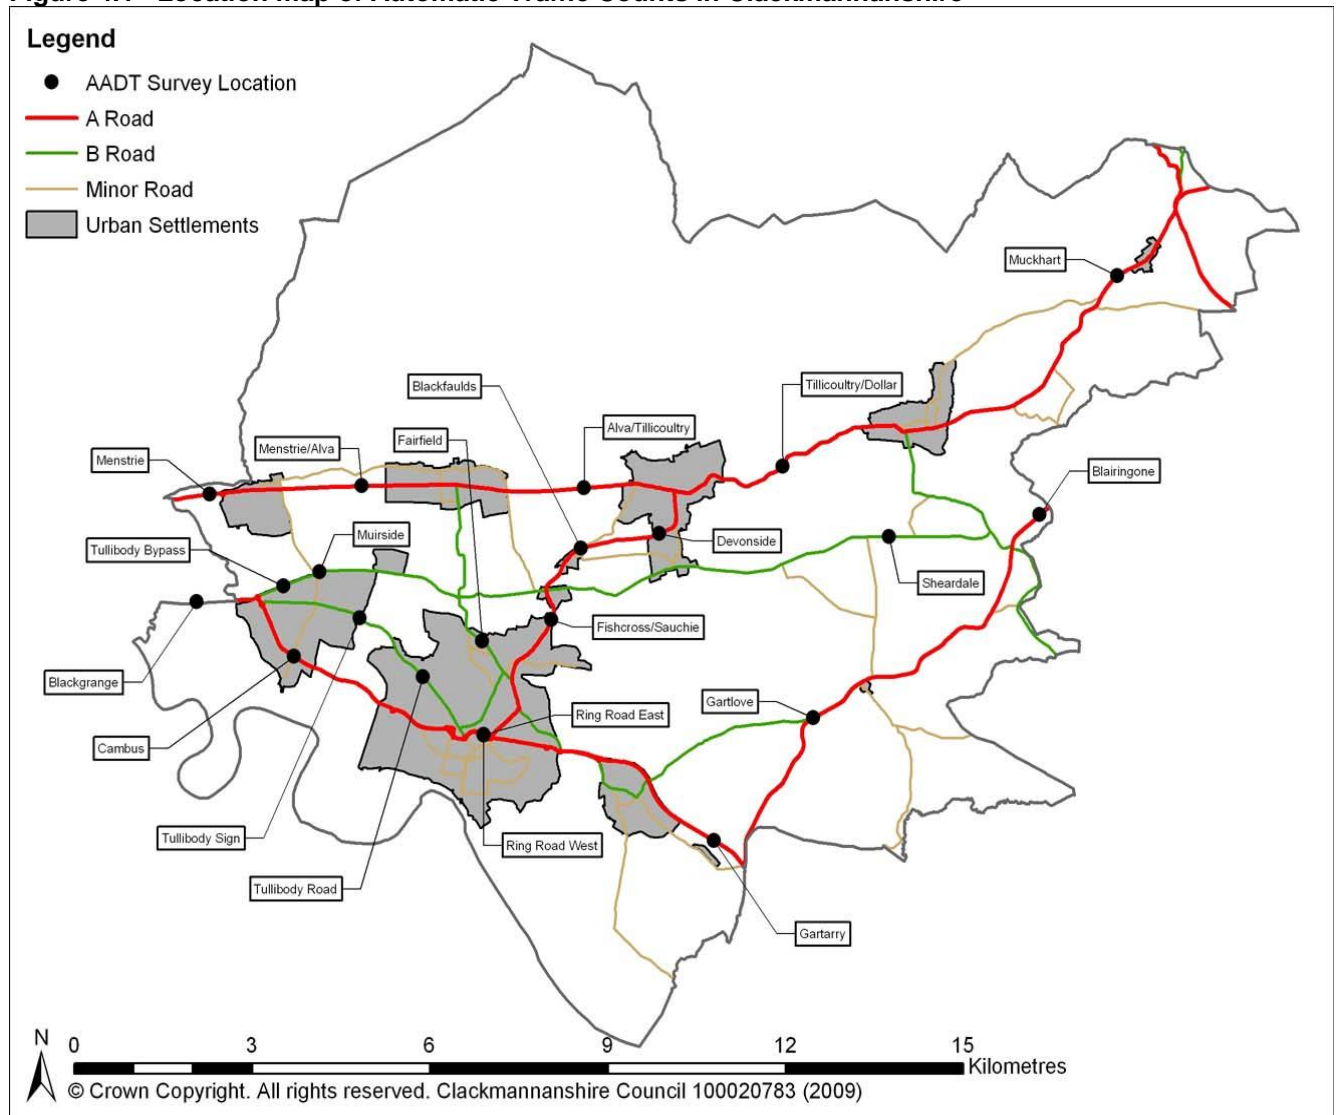 Figure 4.1 - Location Map of Automatic Traffic Counts in Clackmannanshire
Legend
AADT Survey Location
A Road
B Road
Minor Road
Urban Settlements
Muckhart
Blackfaulds
Tillicoultry/Dollar
Alva/Tillicoultry
Fairfield
Menstrie/Alva
Menstrie
Blairingone
Muirside
Tullibody Bypass
Devonside
Sheardale
Fishcross/Sauchie
Blackgrange
Gartlove
Ring Road East
Cambus
Tullibody Sign
Ring Road West
Tullibody Road
Gartarry
N
0 3 6 9 12 15
Kilometres
© Crown Copyright. All rights reserved. Clackmannanshire Council 100020783 (2009)